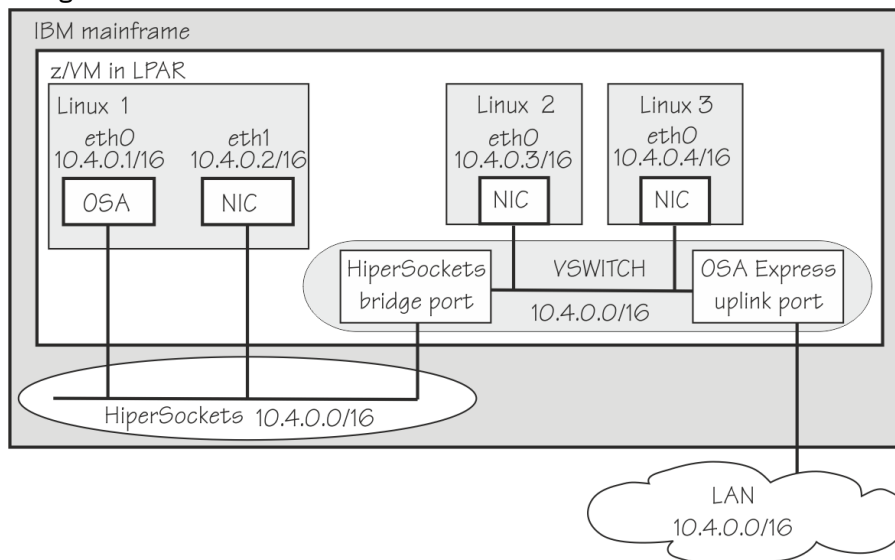 IBM mainframe
z/VM in LPAR
Linux 1
eth0
10.4.0.1/16
OSA
eth1
10.4.0.2/16
NIC
Linux 2
eth0
10.4.0.3/16
NIC
Linux 3
eth0
10.4.0.4/16
NIC
HiperSockets
bridge port
VSWITCH
10.4.0.0/16
OSA Express
uplink port
HiperSockets 10.4.0.0/16
LAN
10.4.0.0/16